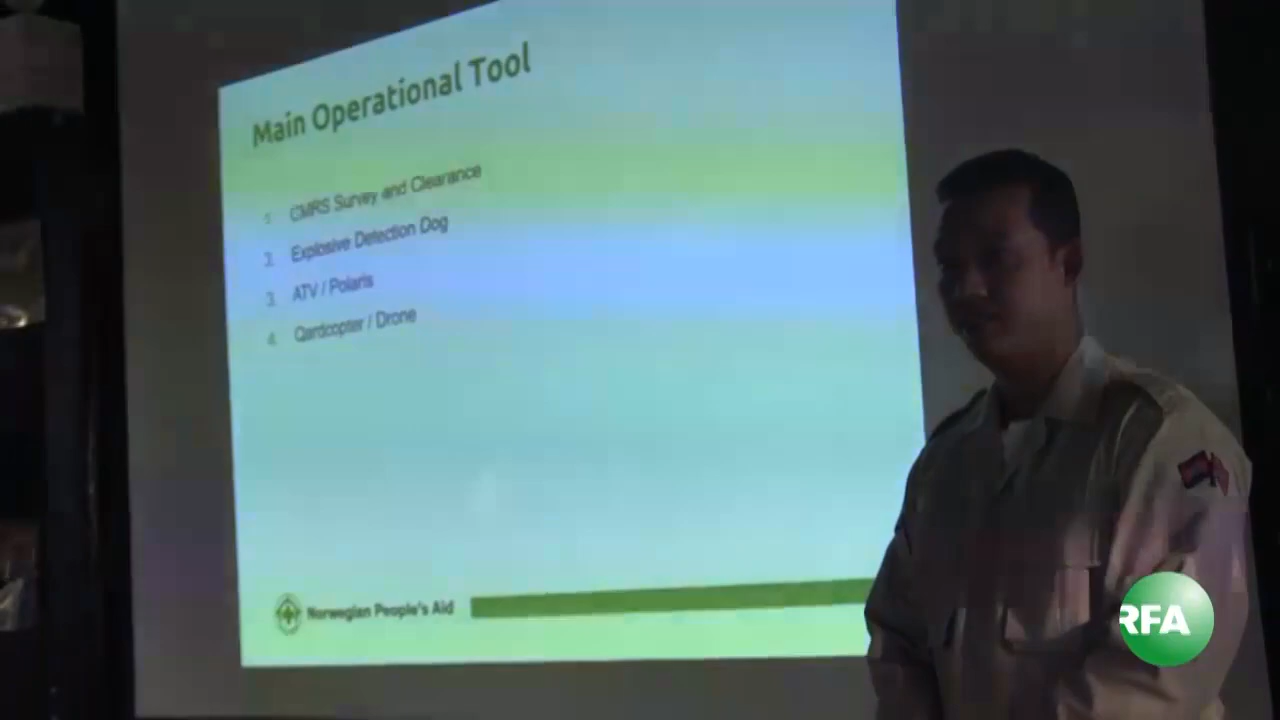 Main Operational Tool
1. CMRS Survey and Clearance
2. Explosive Detection Dog
3. ATV / Polaris
4. Qardcopter / Drone
Norwegian People's Aid
RFA